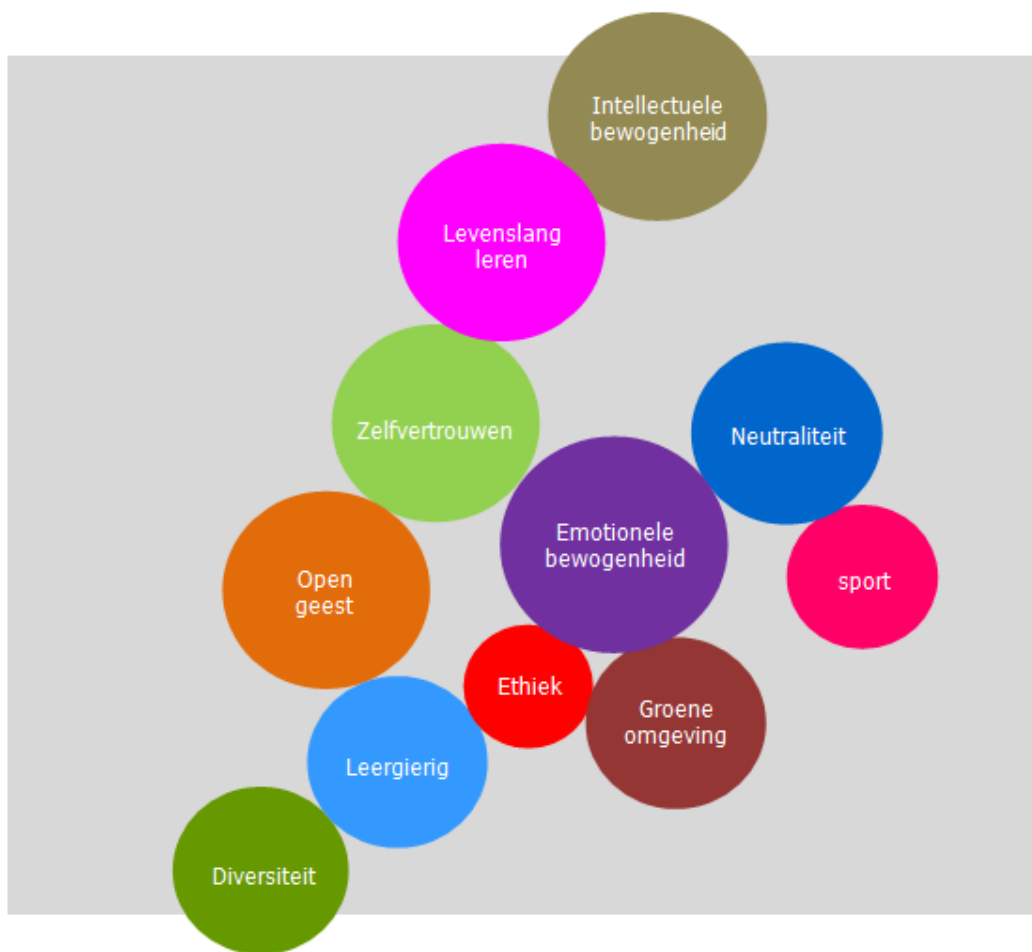 Intellectuele
bewogenheid
Levenslang
leren
Zelfvertrouwen
Neutraliteit
Emotionele
bewogenheid
Open
geest
sport
Ethiek
Groene
omgeving
Leergierig
Diversiteit